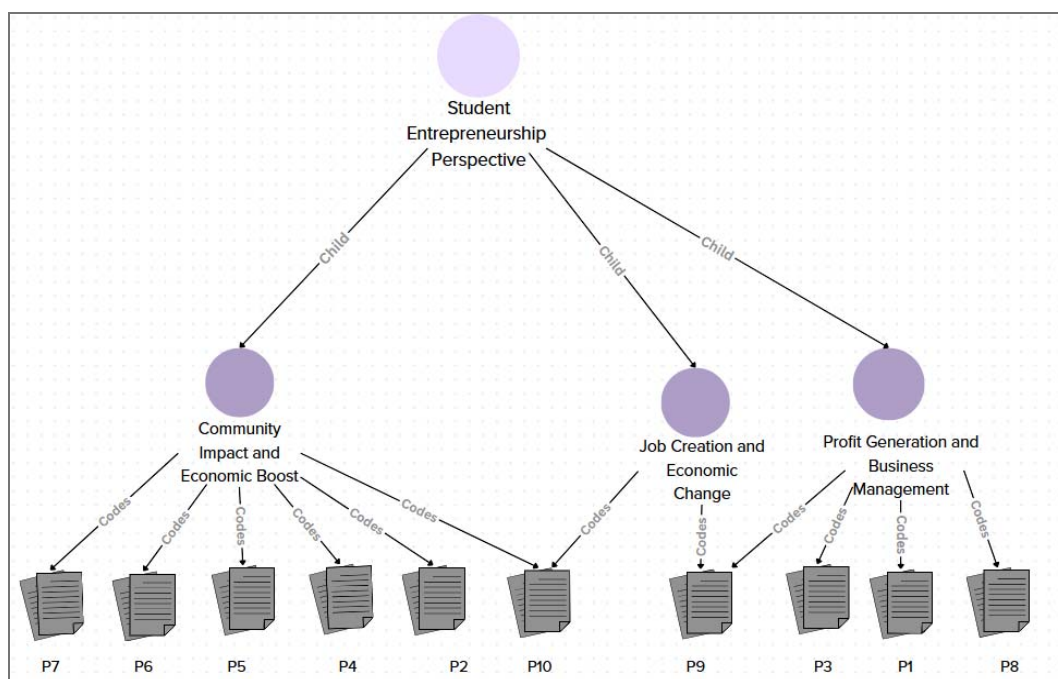 Student
Entrepreneurship
Perspective
Child
Child
Child
Community
Impact and
Economic Boost
Job Creation and
Economic
Change
Profit Generation and
Business
Management
Codes
Codes
Codes
Codes
Codes
Codes
Codes
Codes
Codes
Codes
Codes
Codes
P7
P6
P5
P4
P2
P10
P9
P3
P1
P8